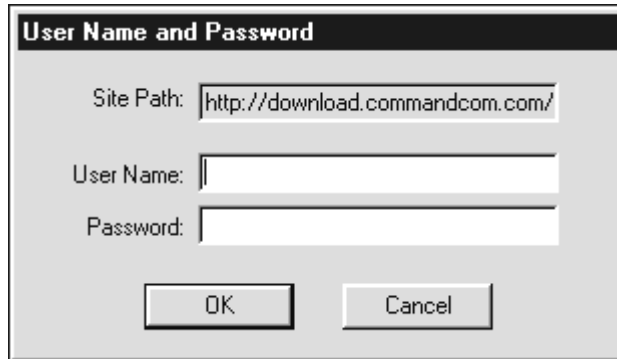 User Name and Password
Site Path: http://download.commandcom.com/
User Name:
Password:
OK Cancel